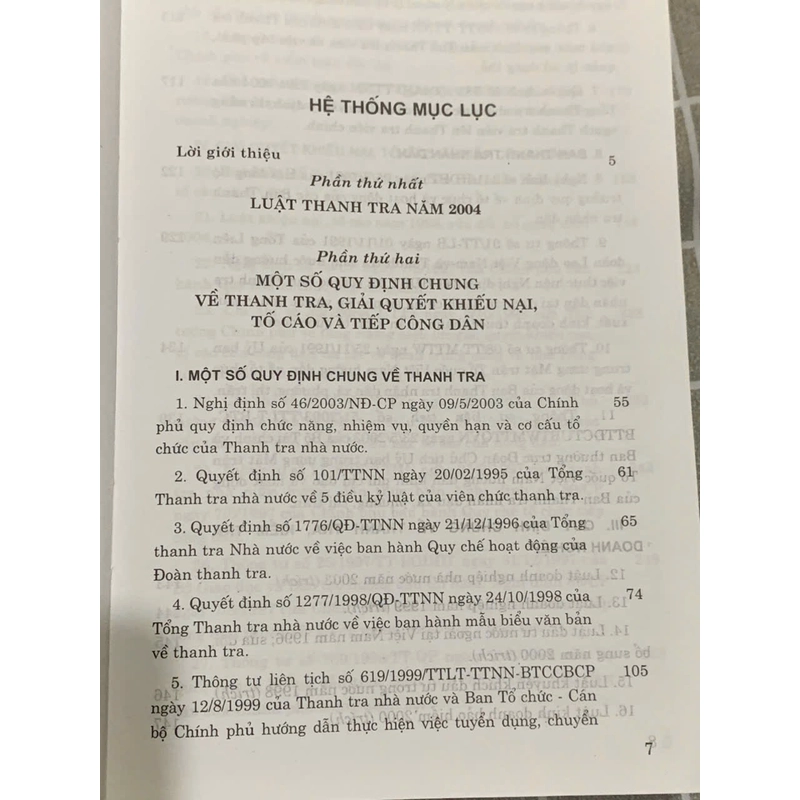 HỆ THỐNG MỤC LỤC
Lời giới thiệu 5
Phần thứ nhất
LUẬT THANH TRA NĂM 2004
Phần thứ hai
MỘT SỐ QUY ĐỊNH CHUNG
VỀ THANH TRA, GIẢI QUYẾT KHIẾU NẠI,
TỐ CÁO VÀ TIẾP CÔNG DÂN
I. MỘT SỐ QUY ĐỊNH CHUNG VỀ THANH TRA
1. Nghị định số 46/2003/NĐ-CP ngày 09/5/2003 của Chính 55
phủ quy định chức năng, nhiệm vụ, quyền hạn và cơ cấu tổ
chức của Thanh tra nhà nước.
2. Quyết định số 101/TTNN ngày 20/02/1995 của Tổng 61
Thanh tra nhà nước về 5 điều kỷ luật của viên chức thanh tra.
3. Quyết định số 1776/QĐ-TTNN ngày 21/12/1996 của Tổng 65
thanh tra Nhà nước về việc ban hành Quy chế hoạt động của
Đoàn thanh tra.
4. Quyết định số 1277/1998/QĐ-TTNN ngày 24/10/1998 của 74
Tổng Thanh tra nhà nước về việc ban hành mẫu biểu văn bản
về thanh tra.
5. Thông tư liên tịch số 619/1999/TTLT-TTNN-BTCCBCP 105
ngày 12/8/1999 của Thanh tra nhà nước và Ban Tổ chức - Cán
bộ Chính phủ hướng dẫn thực hiện việc tuyển dụng, chuyển
7